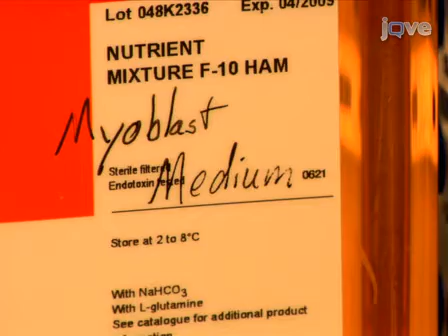 Lot 048K2336 Exp. 04/2009
jove
NUTRIENT
MIXTURE F-10 HAM
Myoblast
Sterile filtered
Medium
Endotoxin tested
0621
Store at 2 to 8°C
With NaHCO3
With L-glutamine
See catalogue for additional product
information